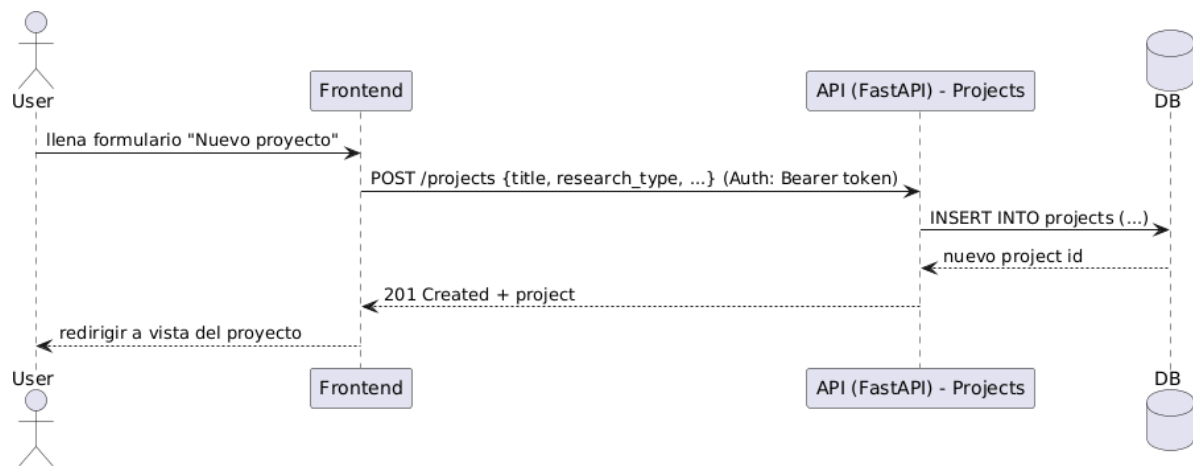 User
Frontend
API (FastAPI) - Projects
DB
llena formulario "Nuevo proyecto"
POST /projects {title, research_type, ...} (Auth: Bearer token)
INSERT INTO projects (...)
nuevo project id
201 Created + project
redirigir a vista del proyecto
User
Frontend
API (FastAPI) - Projects
DB